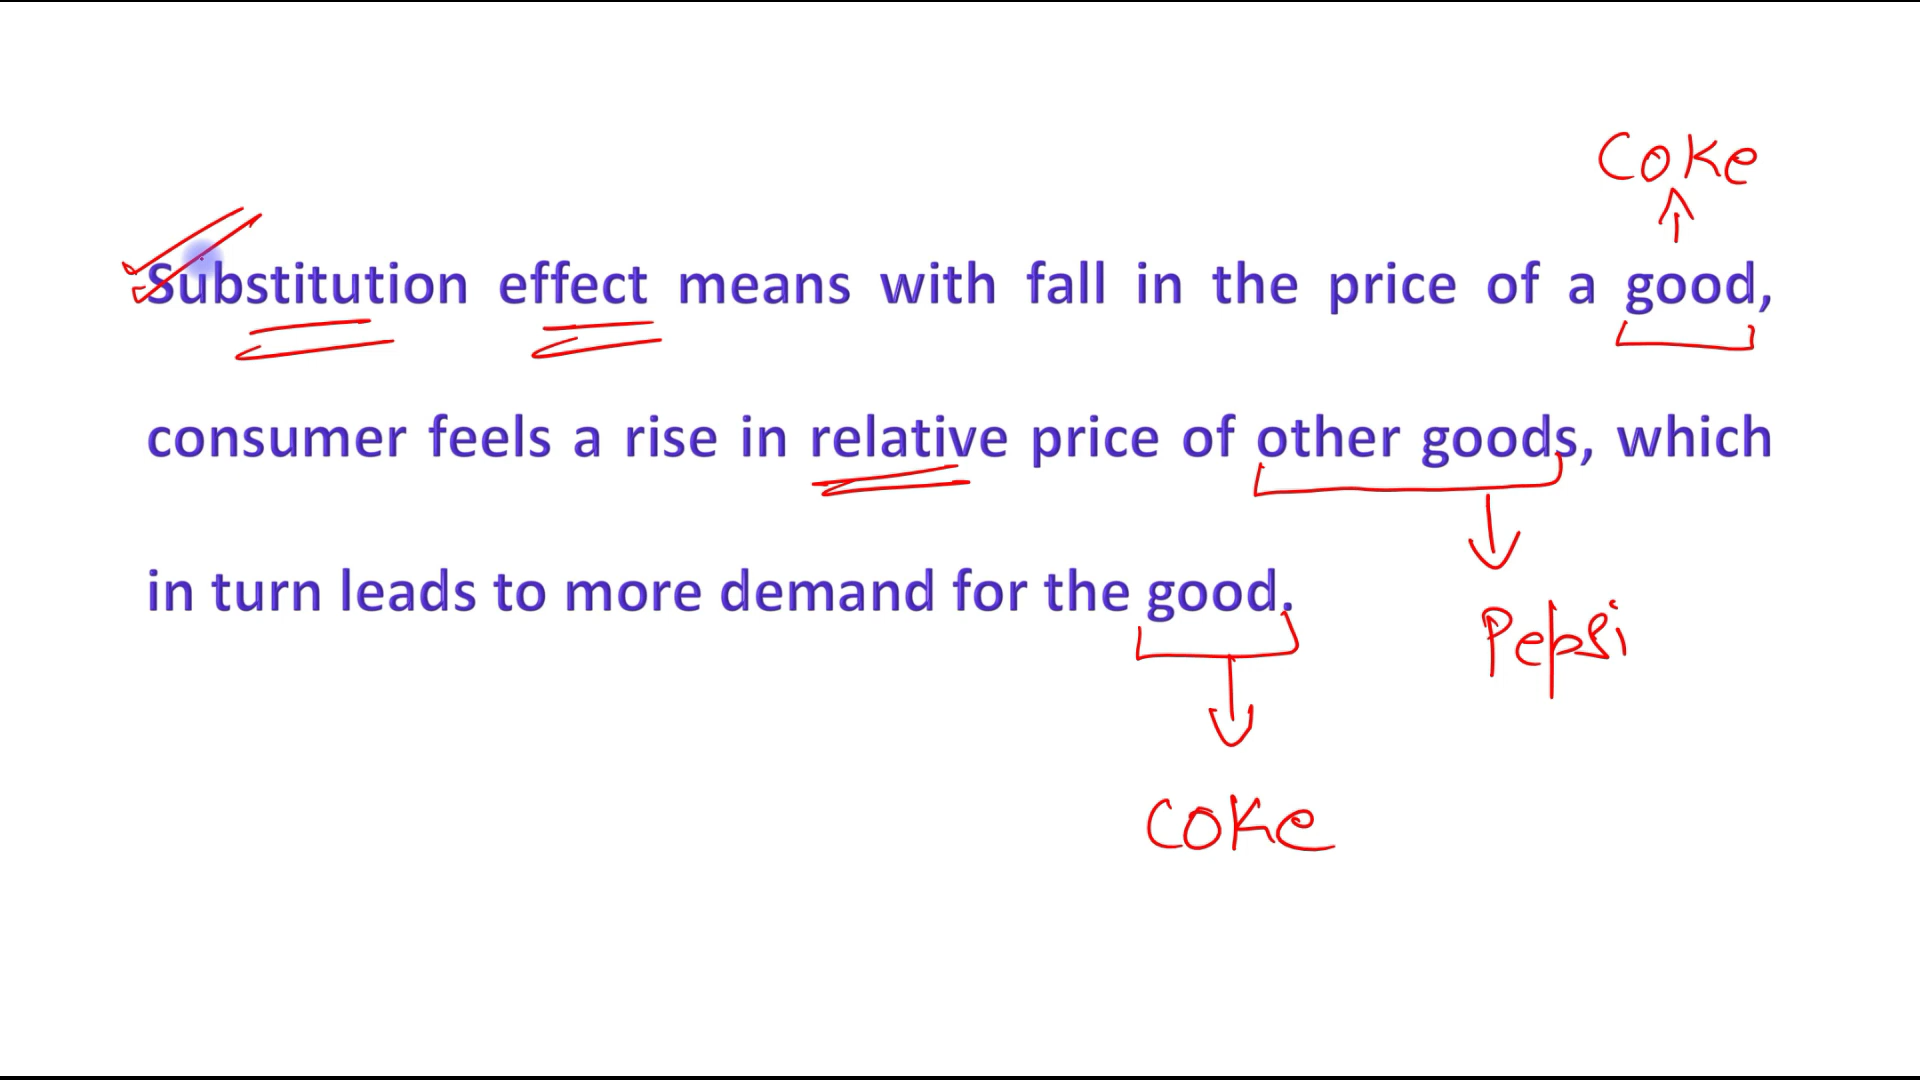 Coke
Substitution effect means with fall in the price of a good,
consumer feels a rise in relative price of other goods, which
in turn leads to more demand for the good.
Pepsi
Coke